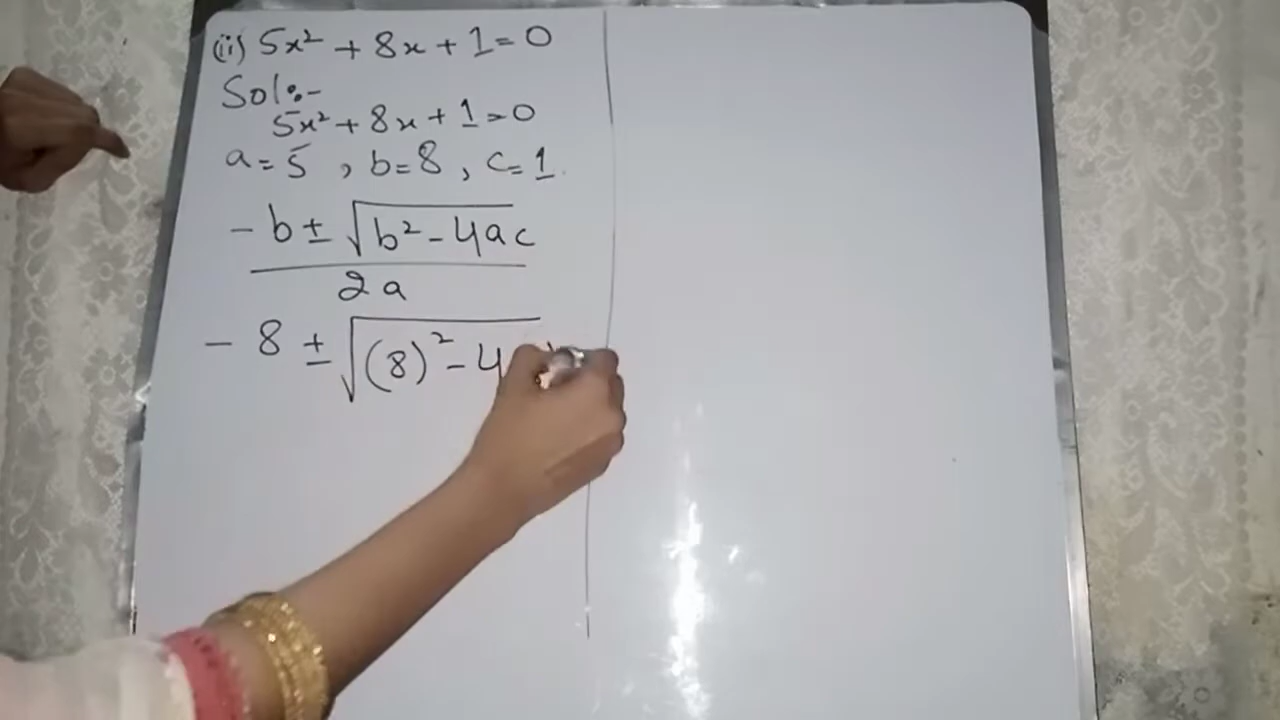 (ii) 5x² + 8x + 1 = 0
Sol:-
5x² + 8x + 1 = 0
a = 5 , b = 8 , c = 1
- b ± √b² - 4ac
2a
- 8 ± √(8)² - 4